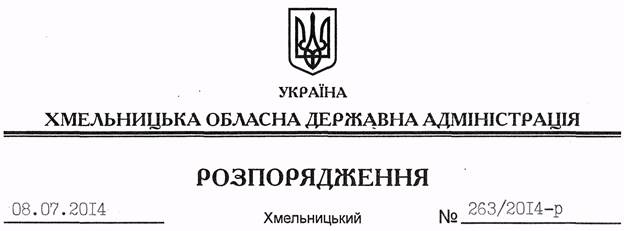 УКРАЇНА
ХМЕЛЬНИЦЬКА ОБЛАСНА ДЕРЖАВНА АДМІНІСТРАЦІЯ
РОЗПОРЯДЖЕННЯ
08.07.2014 Хмельницький № 263/2014-р